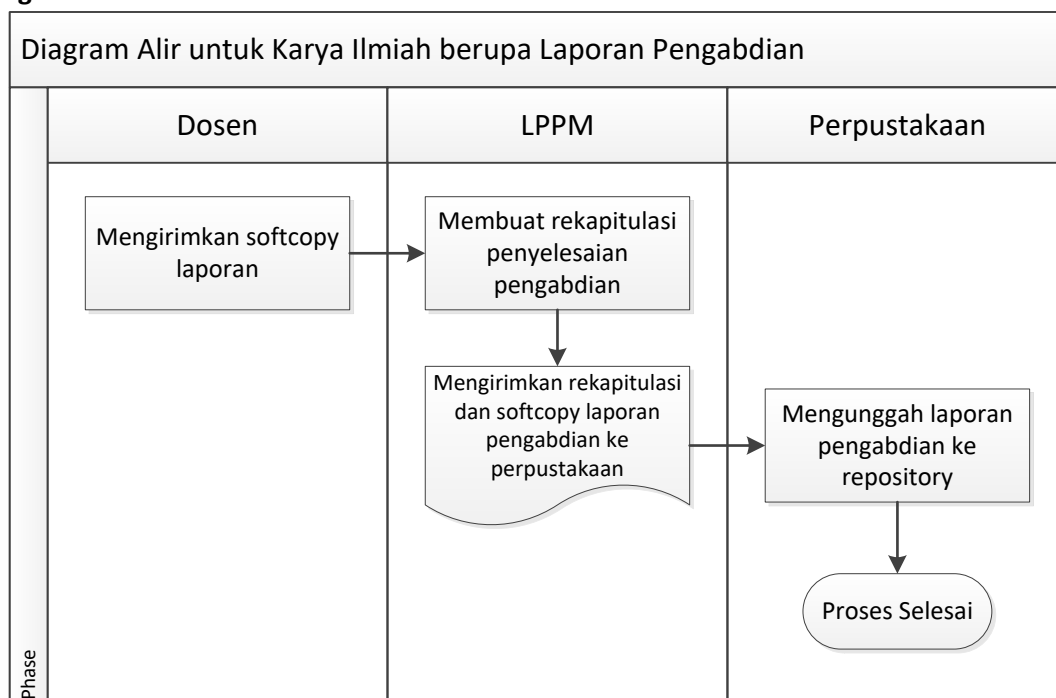 Diagram Alir untuk Karya Ilmiah berupa Laporan Pengabdian
Dosen
LPPM
Perpustakaan
Mengirimkan softcopy
laporan
Membuat rekapitulasi
penyelesaian
pengabdian
Mengirimkan rekapitulasi
dan softcopy laporan
pengabdian ke
perpustakaan
Mengunggah laporan
pengabdian ke
repository
Proses Selesai
Phase